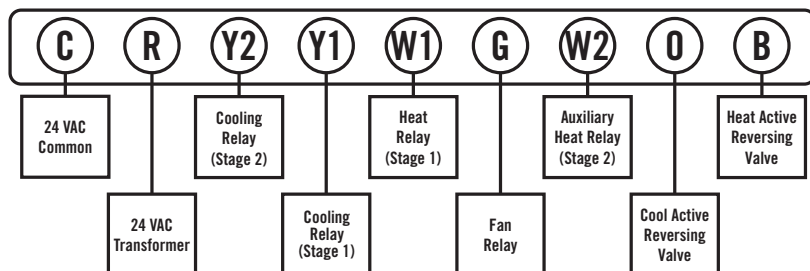 C R Y2 Y1 W1 G W2 O B
24 VAC
Common
Cooling
Relay
(Stage 2)
Heat
Relay
(Stage 1)
Auxiliary
Heat Relay
(Stage 2)
Heat Active
Reversing
Valve
24 VAC
Transformer
Cooling
Relay
(Stage 1)
Fan
Relay
Cool Active
Reversing
Valve